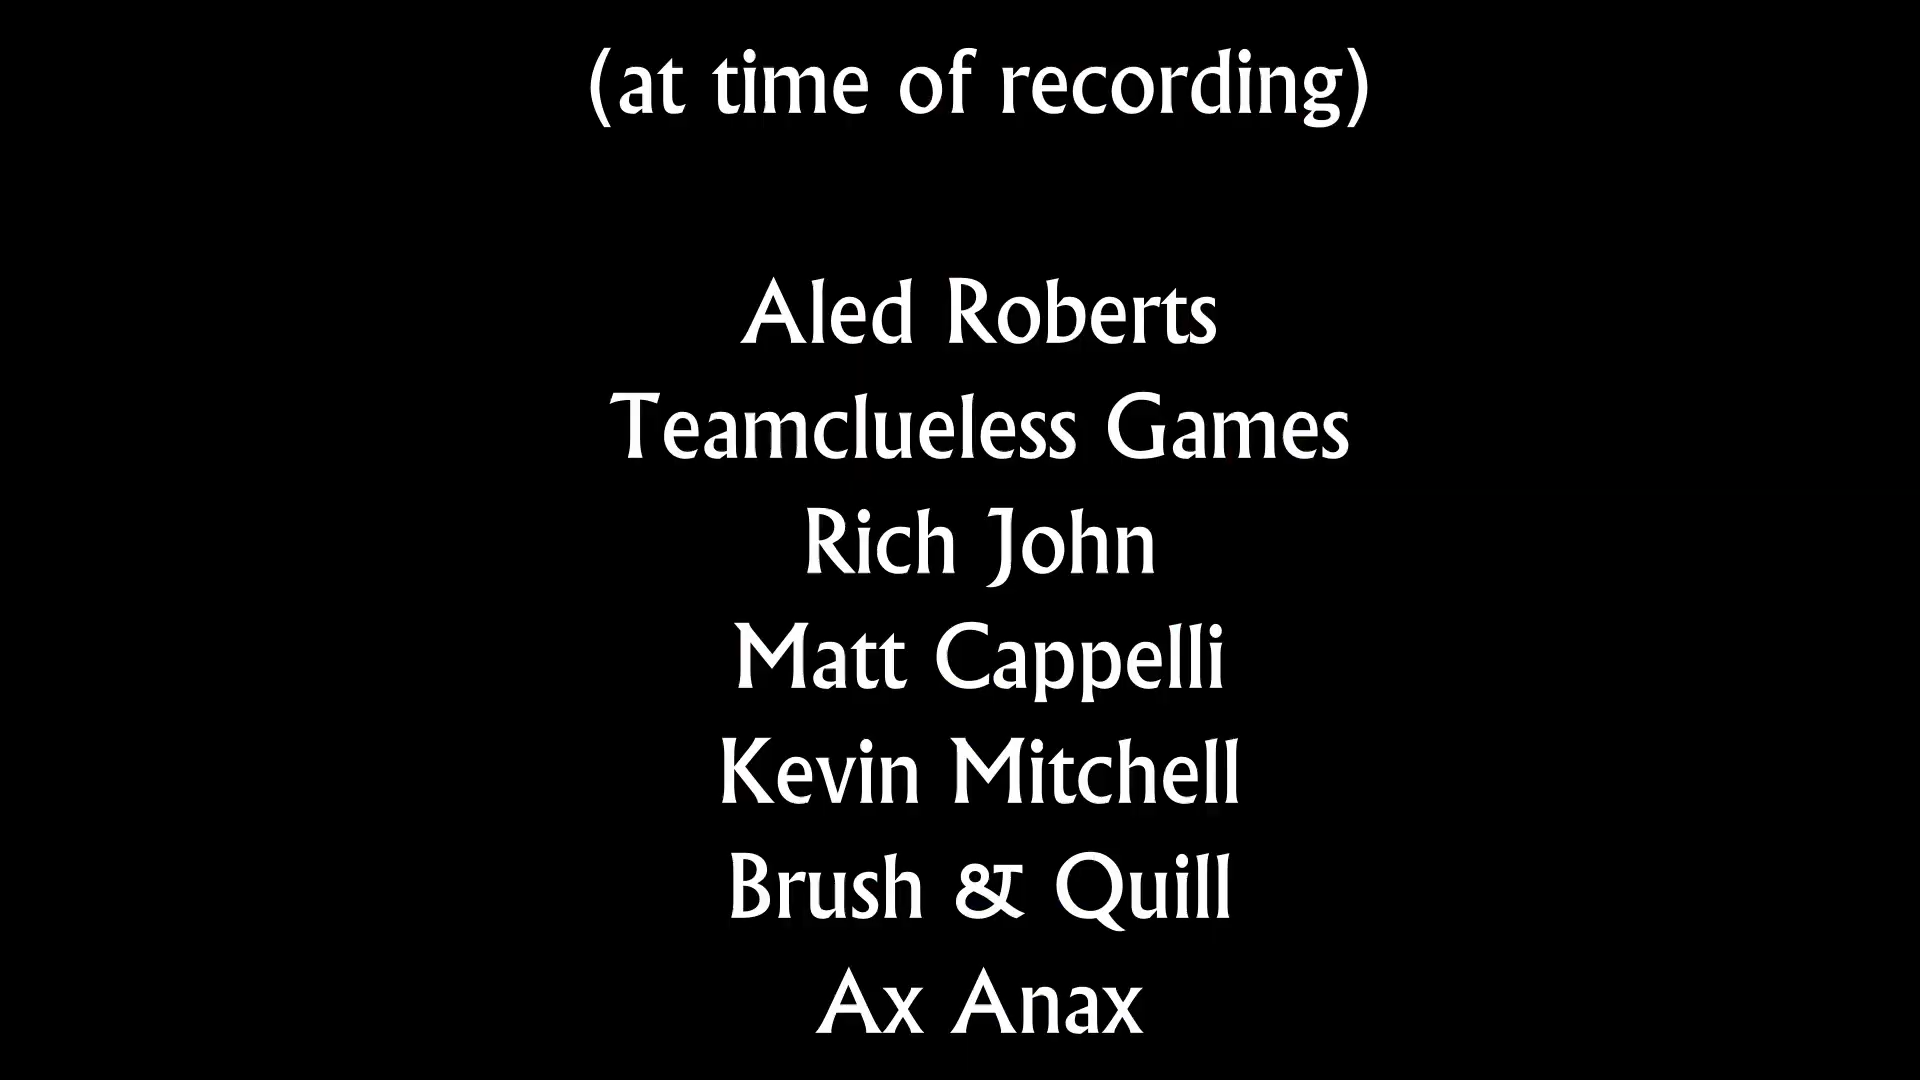 (at time of recording)
Aled Roberts
Teamclueless Games
Rich John
Matt Cappelli
Kevin Mitchell
Brush & Quill
Ax Anax